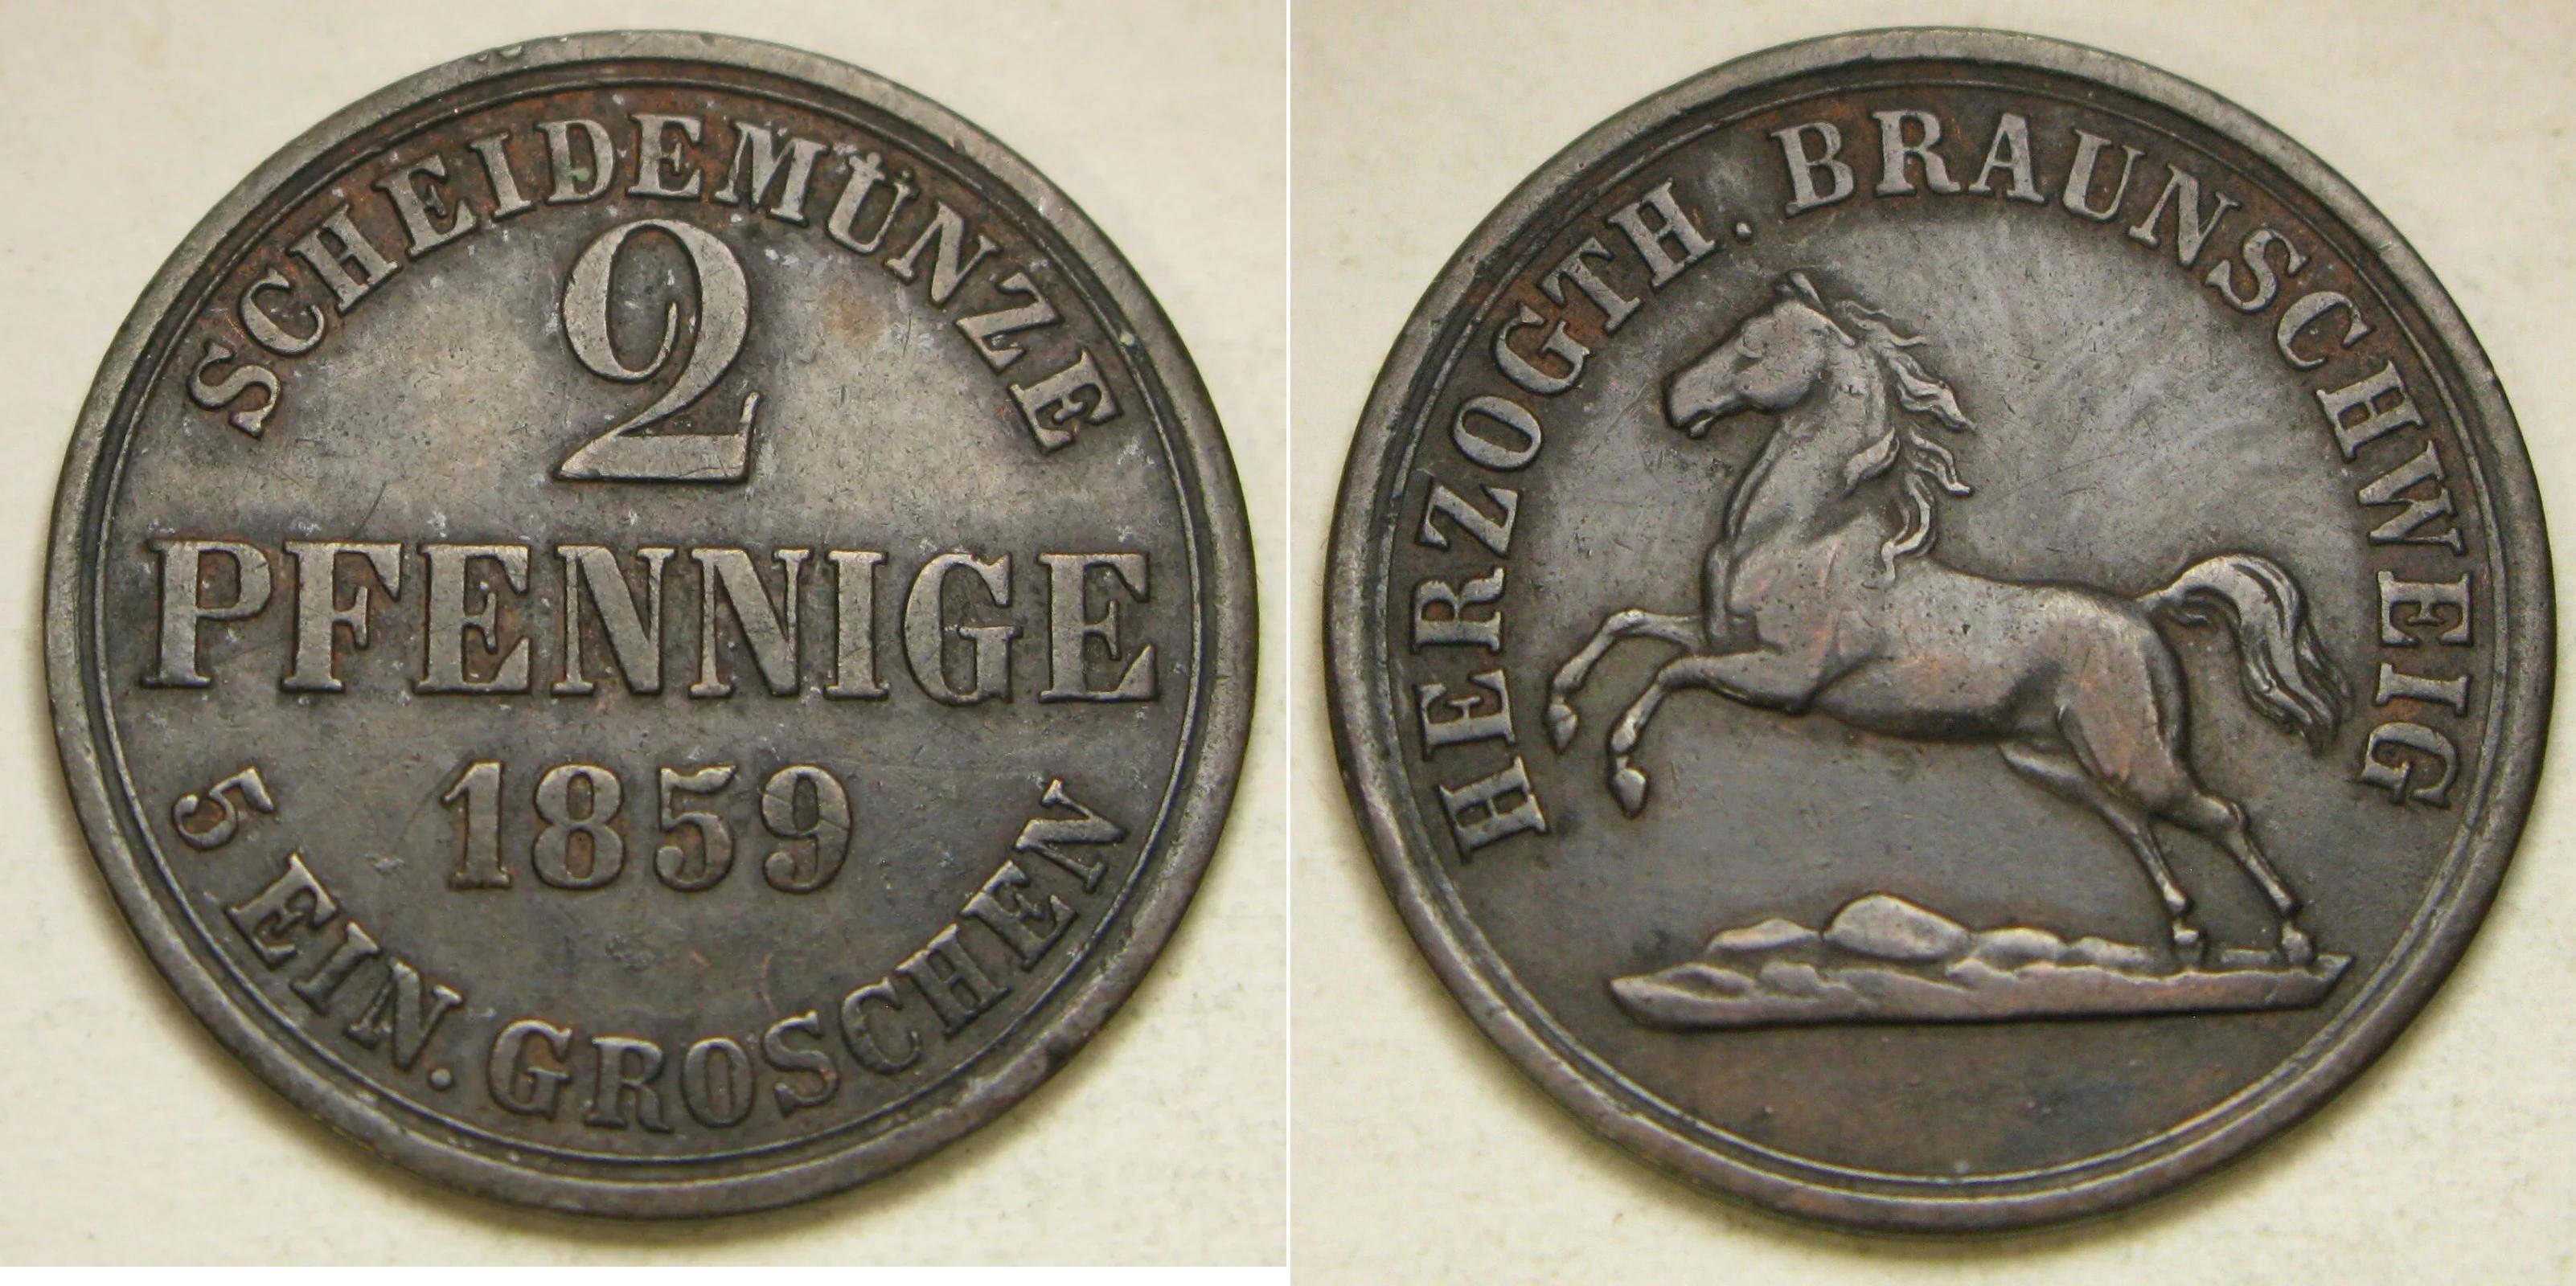 SCHEIDEMÜNZE
2
PFENNIGE
1859
5 EIN. GROSCHEN
HERZOGTH. BRAUNSCHWEIG